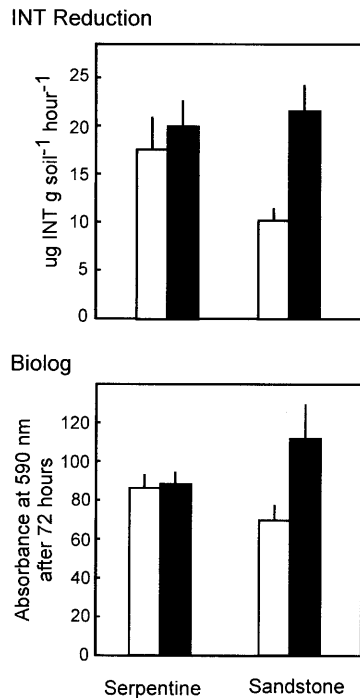 INT Reduction
ug INT g soil⁻¹ hour⁻¹
25
20
15
10
5
0
Biolog
Absorbance at 590 nm
after 72 hours
120
100
80
60
40
20
0
Serpentine Sandstone